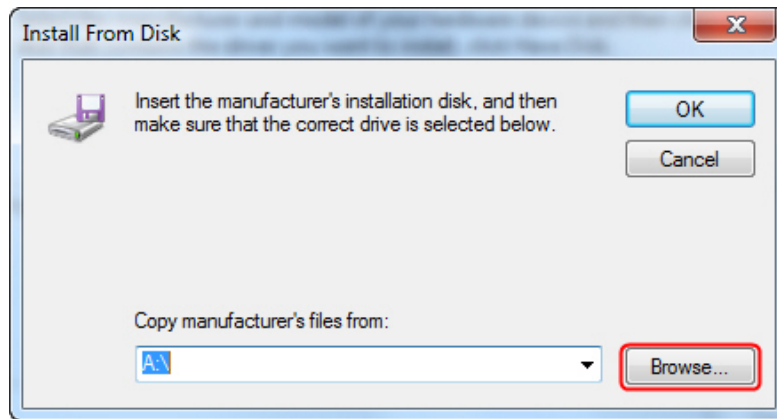 Install From Disk
Insert the manufacturer's installation disk, and then
make sure that the correct drive is selected below.
OK
Cancel
Copy manufacturer's files from:
A:\
Browse...